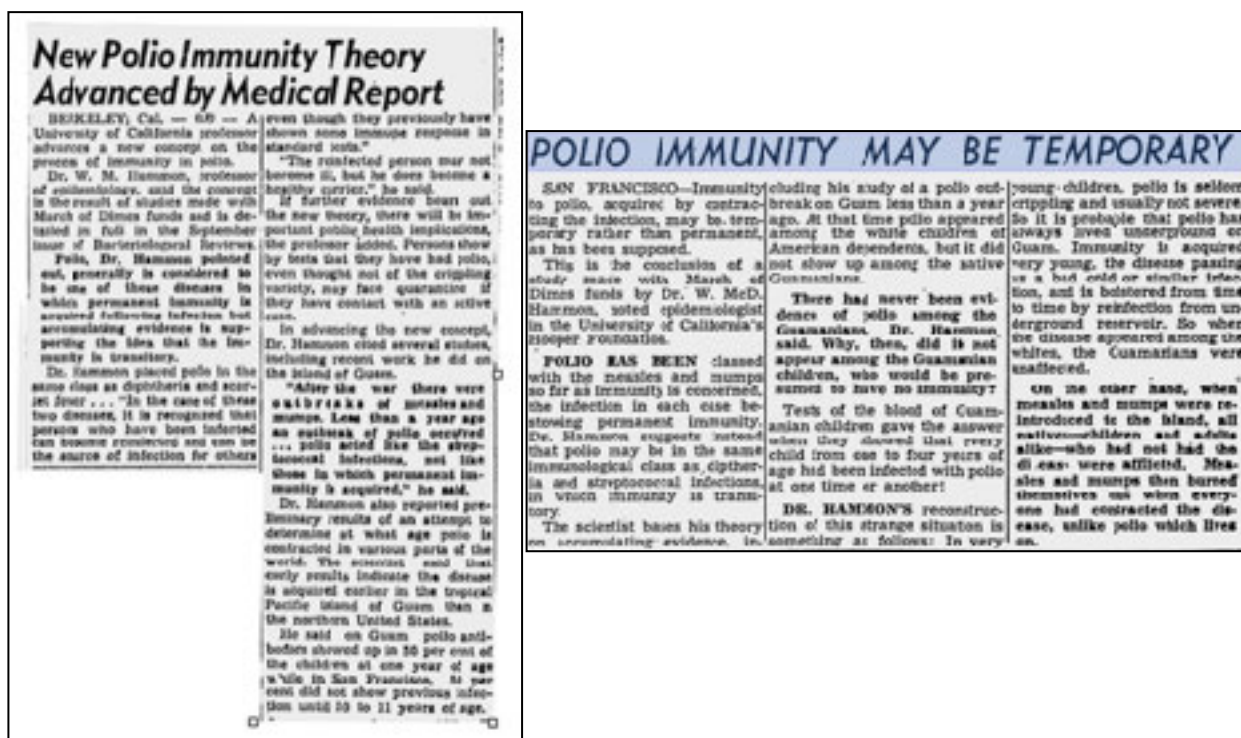 New Polio Immunity Theory
Advanced by Medical Report
BERKELEY, Cal. — — A
University of California professor
advances a new concept on the
process of immunity in polio.
Dr. W. M. Hammon, professor
of epidemiology, said the concept
is the result of studies made with
March of Dimes funds and is de-
tailed in full in the September
issue of Bacteriological Reviews.
Polio, Dr. Hammon pointed
out, generally is considered to
be one of those diseases in
which permanent immunity is
acquired following infection but
accumulating evidence is sup-
porting the idea that the im-
munity is transitory.
Dr. Hammon placed polio in the
same class as diphtheria and scar-
let fever . . . "In the case of these
two diseases, it is recognized that
persons who have been infected
can become reinfected and can be
the source of infection for others
even though they previously have
shown some immune response in
standard tests."
"The reinfected person may not
become ill, but he does become a
healthy carrier," he said.
If further evidence bears out
the new theory, there will be im-
portant public health implications,
the professor added. Persons show
by tests that they have had polio,
even thought not of the crippling
variety, may face quarantine if
they have contact with an active
case.
In advancing the new concept,
Dr. Hammon cited several studies,
including recent work he did on
the island of Guam.
"After the war there were
outbreaks of measles and
mumps. Less than a year ago
an outbreak of polio occurred
. . . polio acted like the strep-
tococcal infections, not like
those in which permanent im-
munity is acquired," he said.
Dr. Hammon also reported pre-
liminary results of an attempt to
determine at what age polio is
contracted in various parts of the
world. The scientist said that
early results indicate the disease
is acquired earlier in the tropical
Pacific island of Guam than in
the northern United States.
He said on Guam polio anti-
bodies showed up in per cent of
the children at one year of age
while in San Francisco, per
cent did not show previous infec-
tion until 10 to 11 years of age.
POLIO IMMUNITY MAY BE TEMPORARY
SAN FRANCISCO—Immunity
to polio, acquired by contrac-
ting the infection, may be tem-
porary rather than permanent,
as has been supposed.
This is the conclusion of a
study made with March of
Dimes funds by Dr. W. McD.
Hammon, noted epidemiologist
in the University of California's
Hooper Foundation.
POLIO HAS BEEN classed
with the measles and mumps
so far as immunity is concerned,
the infection in each case be-
stowing permanent immunity.
Dr. Hammon suggests instead
that polio may be in the same
immunological class as dipther-
ia and streptococcal infections,
in which immunity is transi-
tory.
The scientist bases his theory
on accumulating evidence, in-
cluding his study of a polio out-
break on Guam less than a year
ago. At that time polio appeared
among the white children of
American dependents, but it did
not slow up among the native
Guamanians.
There had never been evi-
dence of polio among the
Guamanians, Dr. Hammon
said. Why, then, did it not
appear among the Guamanian
children, who would be pre-
sumed to have no immunity?
Tests of the blood of Guam-
anian children gave the answer
when they showed that every
child from one to four years of
age had been infected with polio
at one time or another!
DR. HAMMON'S reconstruc-
tion of this strange situation is
something as follows: In very
young children, polio is seldom
crippling and usually not severe.
So it is probable that polio has
always lived underground on
Guam. Immunity is acquired
very young, the disease passing
as a bad cold or similar infec-
tion, and is bolstered from time
to time by reinfection from un-
derground reservoir. So when
the disease appeared among the
whites, the Guamanians were
unaffected.
On the other hand, when
measles and mumps were re-
introduced to the island, all
natives—children and adults
alike—who had not had the
disease were afflicted. Mea-
sles and mumps then burned
themselves out when every-
one had contracted the dis-
ease, unlike polio which lives
on.